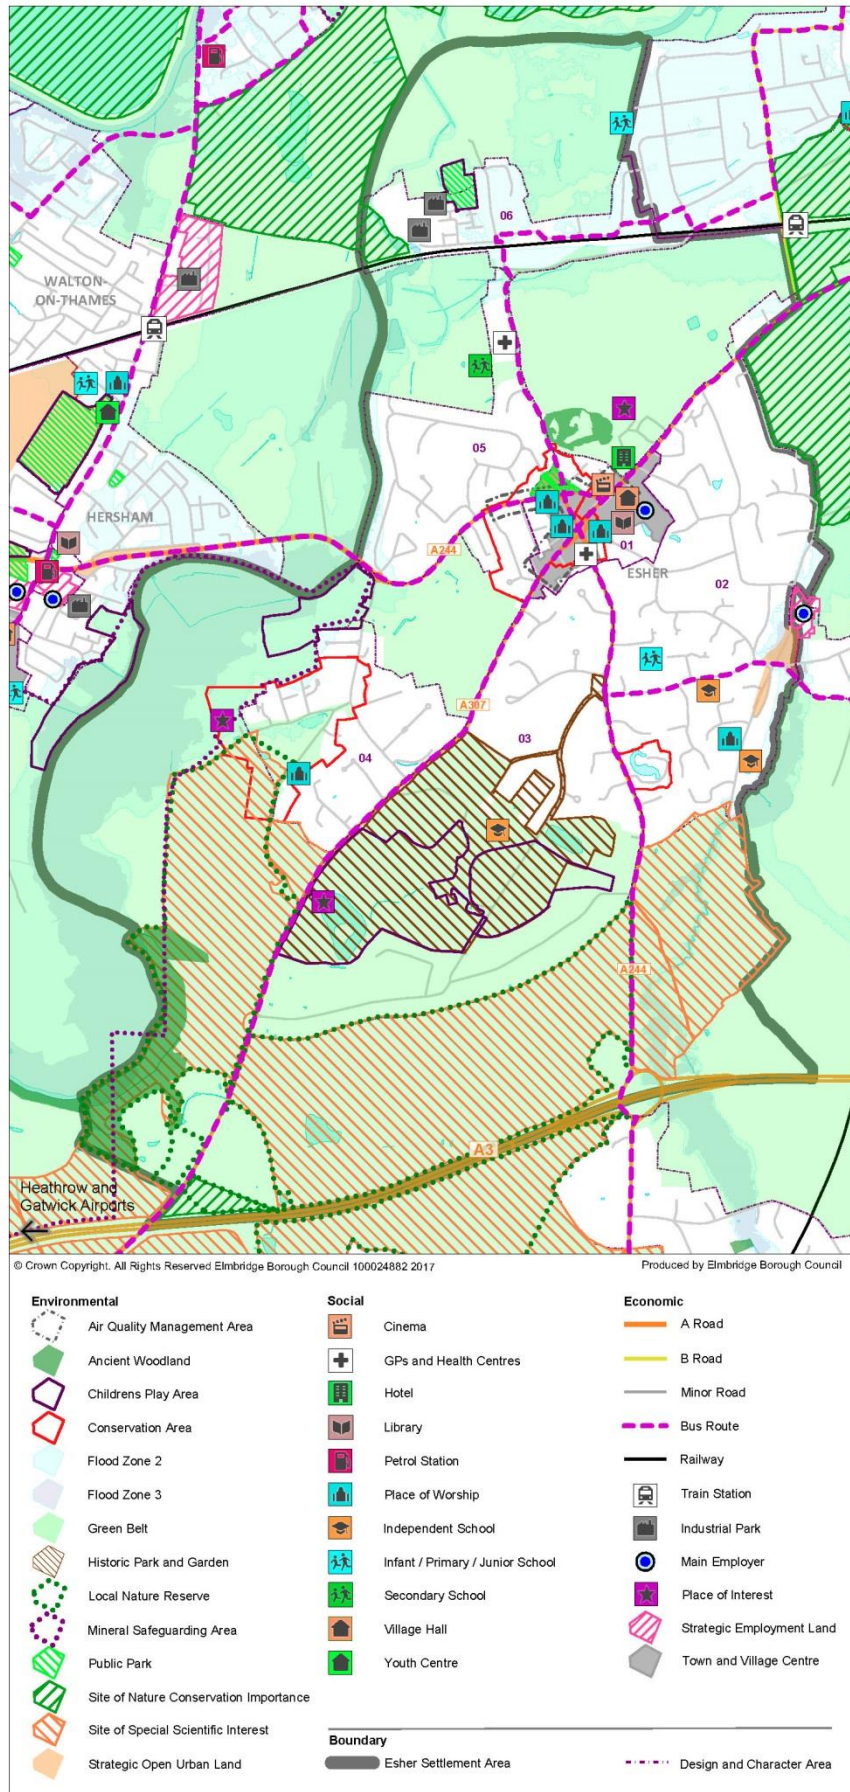 06
WALTON-
ON-THAMES
05
HERSHAM
A244
01
ESHER
02
A307
03
04
A244
A3
Heathrow and
Gatwick Airports
© Crown Copyright. All Rights Reserved Elmbridge Borough Council 100024882 2017
Produced by Elmbridge Borough Council
Environmental
Air Quality Management Area
Ancient Woodland
Childrens Play Area
Conservation Area
Flood Zone 2
Flood Zone 3
Green Belt
Historic Park and Garden
Local Nature Reserve
Mineral Safeguarding Area
Public Park
Site of Nature Conservation Importance
Site of Special Scientific Interest
Strategic Open Urban Land
Social
Cinema
GPs and Health Centres
Hotel
Library
Petrol Station
Place of Worship
Independent School
Infant / Primary / Junior School
Secondary School
Village Hall
Youth Centre
Economic
A Road
B Road
Minor Road
Bus Route
Railway
Train Station
Industrial Park
Main Employer
Place of Interest
Strategic Employment Land
Town and Village Centre
Boundary
Esher Settlement Area
Design and Character Area